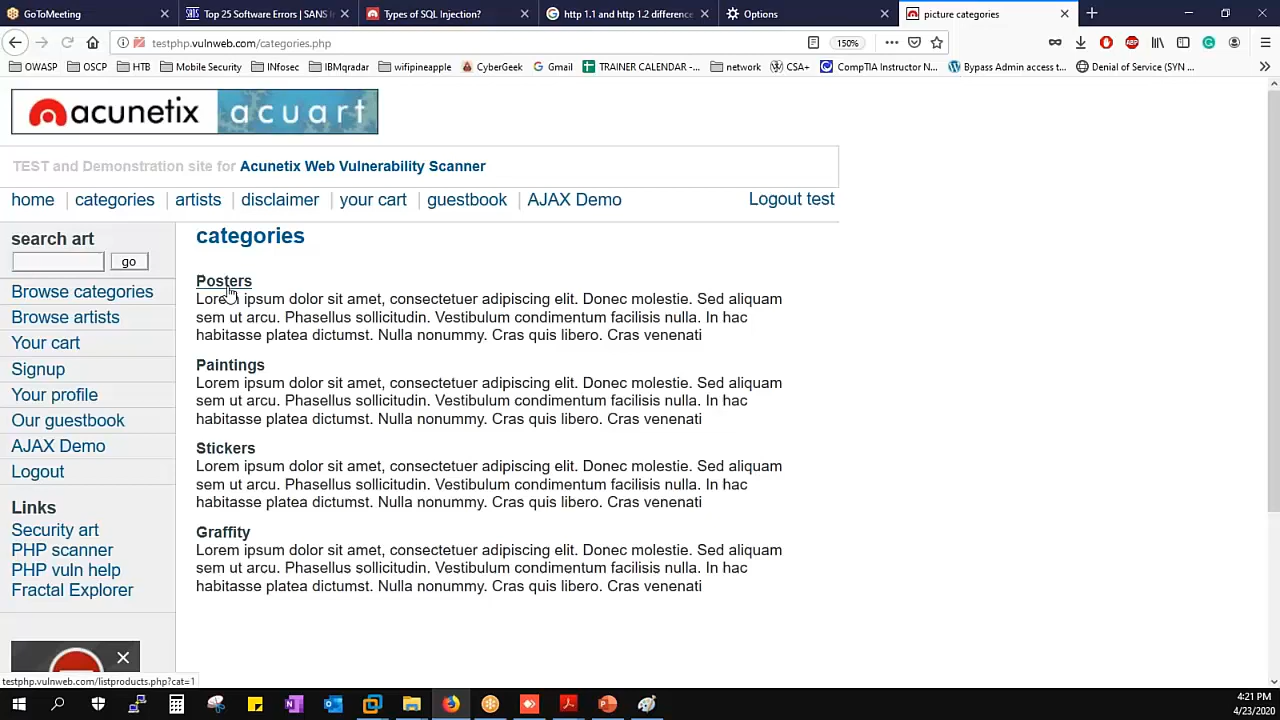 GoToMeeting
Top 25 Software Errors | SANS In
Types of SQL Injection?
http 1.1 and http 1.2 difference
Options
picture categories
testphp.vulnweb.com/categories.php
150%
OWASP
OSCP
HTB
Mobile Security
INfosec
IBMqradar
wifipineapple
CyberGeek
Gmail
TRAINER CALENDAR -...
network
CSA+
CompTIA Instructor N...
Bypass Admin access t...
Denial of Service (SYN ...
acunetix acuart
TEST and Demonstration site for Acunetix Web Vulnerability Scanner
home | categories | artists | disclaimer | your cart | guestbook | AJAX Demo
Logout test
search art
go
Browse categories
Browse artists
Your cart
Signup
Your profile
Our guestbook
AJAX Demo
Logout
Links
Security art
PHP scanner
PHP vuln help
Fractal Explorer
categories
Posters
Lorem ipsum dolor sit amet, consectetuer adipiscing elit. Donec molestie. Sed aliquam
sem ut arcu. Phasellus sollicitudin. Vestibulum condimentum facilisis nulla. In hac
habitasse platea dictumst. Nulla nonummy. Cras quis libero. Cras venenati
Paintings
Lorem ipsum dolor sit amet, consectetuer adipiscing elit. Donec molestie. Sed aliquam
sem ut arcu. Phasellus sollicitudin. Vestibulum condimentum facilisis nulla. In hac
habitasse platea dictumst. Nulla nonummy. Cras quis libero. Cras venenati
Stickers
Lorem ipsum dolor sit amet, consectetuer adipiscing elit. Donec molestie. Sed aliquam
sem ut arcu. Phasellus sollicitudin. Vestibulum condimentum facilisis nulla. In hac
habitasse platea dictumst. Nulla nonummy. Cras quis libero. Cras venenati
Graffity
Lorem ipsum dolor sit amet, consectetuer adipiscing elit. Donec molestie. Sed aliquam
sem ut arcu. Phasellus sollicitudin. Vestibulum condimentum facilisis nulla. In hac
habitasse platea dictumst. Nulla nonummy. Cras quis libero. Cras venenati
testphp.vulnweb.com/listproducts.php?cat=1
4:21 PM
4/23/2020